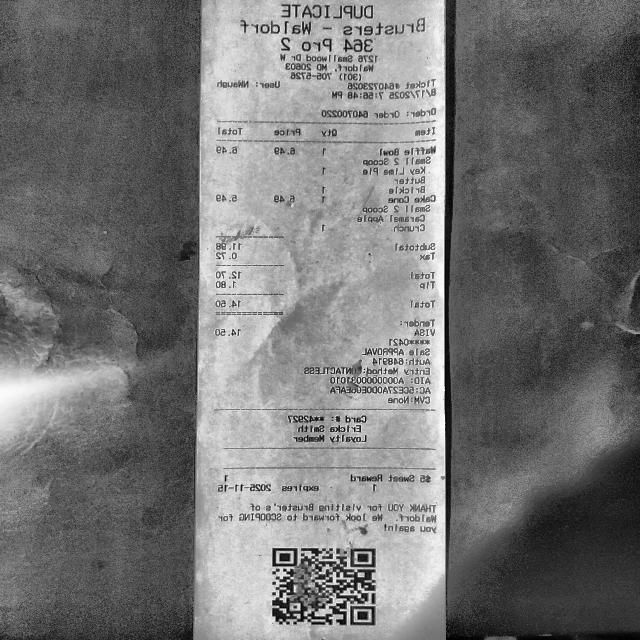 DUPLICATE
Brusters - Waldorf
364 Pro 2
1276 Smallwood Dr W
Waldorf, MD 20603
(301) 705-5726
Ticket #640723026 User: NWaugh
8/17/2025 7:56:48 PM
Order: Order 640700220
Item Qty Price Total
Waffle Bowl 1 6.49 6.49
Small 2 Scoop
Key Lime Pie 1
Butter
Brickle 1
Cake Cone 1 5.49 5.49
Small 2 Scoop
Caramel Apple
Crunch 1
Subtotal 11.98
Tax 0.72
Total 12.70
Tip 1.80
Total 14.50
Tender:
VISA 14.50
****0421
Sale APPROVAL
Auth: 648914
Entry Method: CONTACTLESS
AID: A0000000031010
CVM: None
Card #: **42927
Ericka Smith
Loyalty Member
$5 Sweet Reward 1
1 expires 2025-11-15
THANK YOU for visiting Bruster's of
Waldorf. We look forward to SCOOPING for
you again!